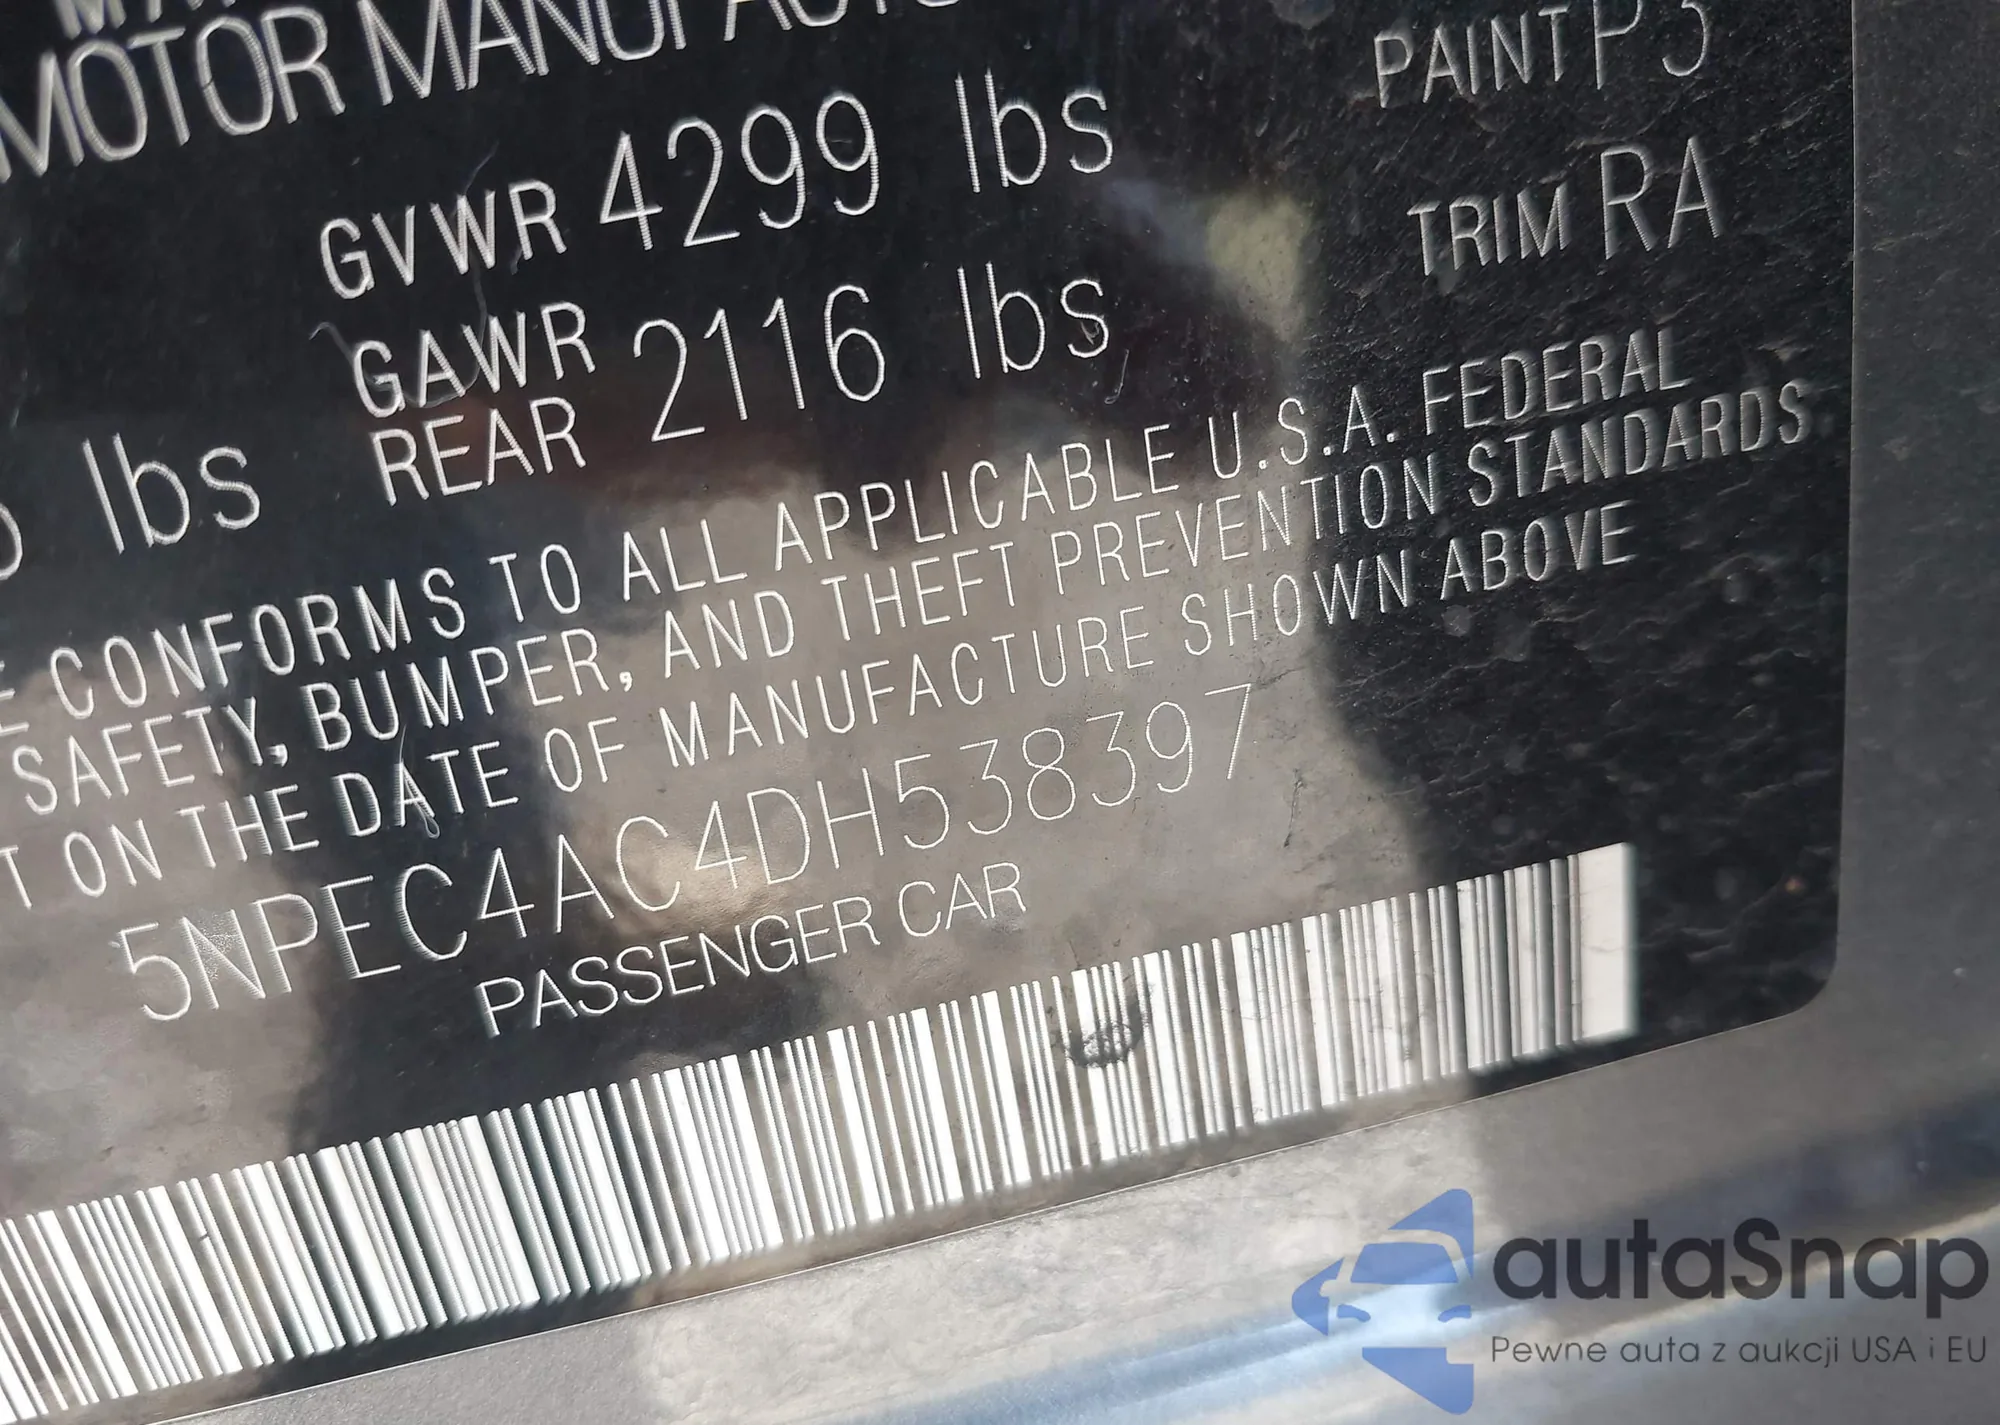 MOTOR MANUFACTU
PAINT P3
GVWR 4299 lbs
TRIM RA
GAWR
REAR 2116 lbs
lbs
CONFORMS TO ALL APPLICABLE U.S.A. FEDERAL
SAFETY, BUMPER, AND THEFT PREVENTION STANDARDS
T ON THE DATE OF MANUFACTURE SHOWN ABOVE
5NPEC4AC4DH538397
PASSENGER CAR
autaSnap
Pewne auta z aukcji USA i EU